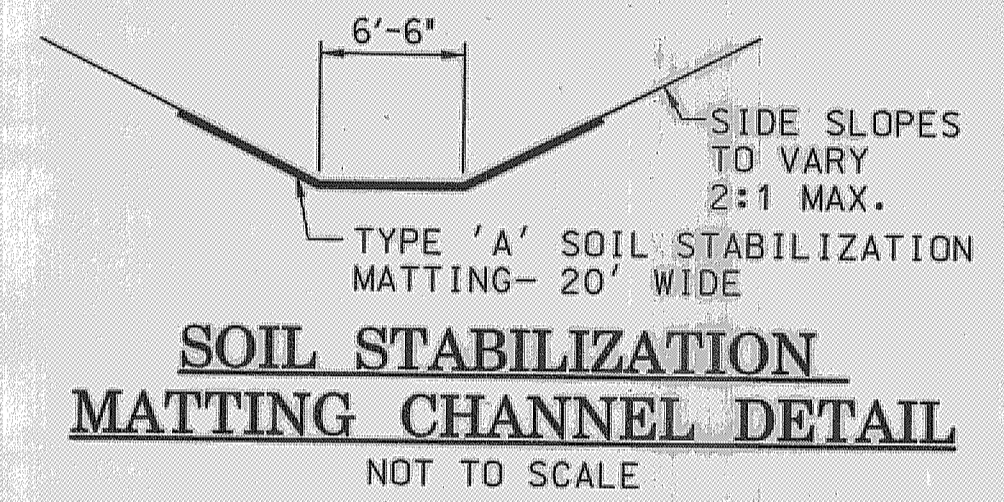 6'-6"
SIDE SLOPES
TO VARY
2:1 MAX.
TYPE 'A' SOIL STABILIZATION
MATTING- 20' WIDE
SOIL STABILIZATION
MATTING CHANNEL DETAIL
NOT TO SCALE